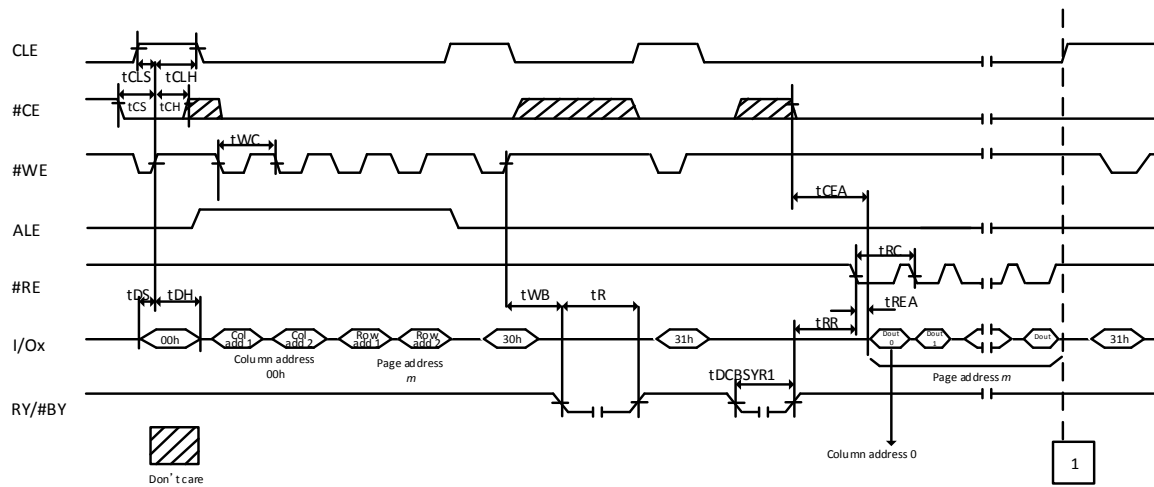 CLE
tCLS tCLH
#CE
tCS tCH
#WE
tWC
tCEA
ALE
#RE
tRC
tDS tDH
tWB tR
tREA
tRR
I/Ox
00h
Col add 1
Col add 2
Row add 1
Row add 2
30h
31h
Dout 0
Dout 1
Dout
31h
Column address 00h
Page address m
Page address m
tDCBSYR1
RY/#BY
Column address 0
1
Don't care